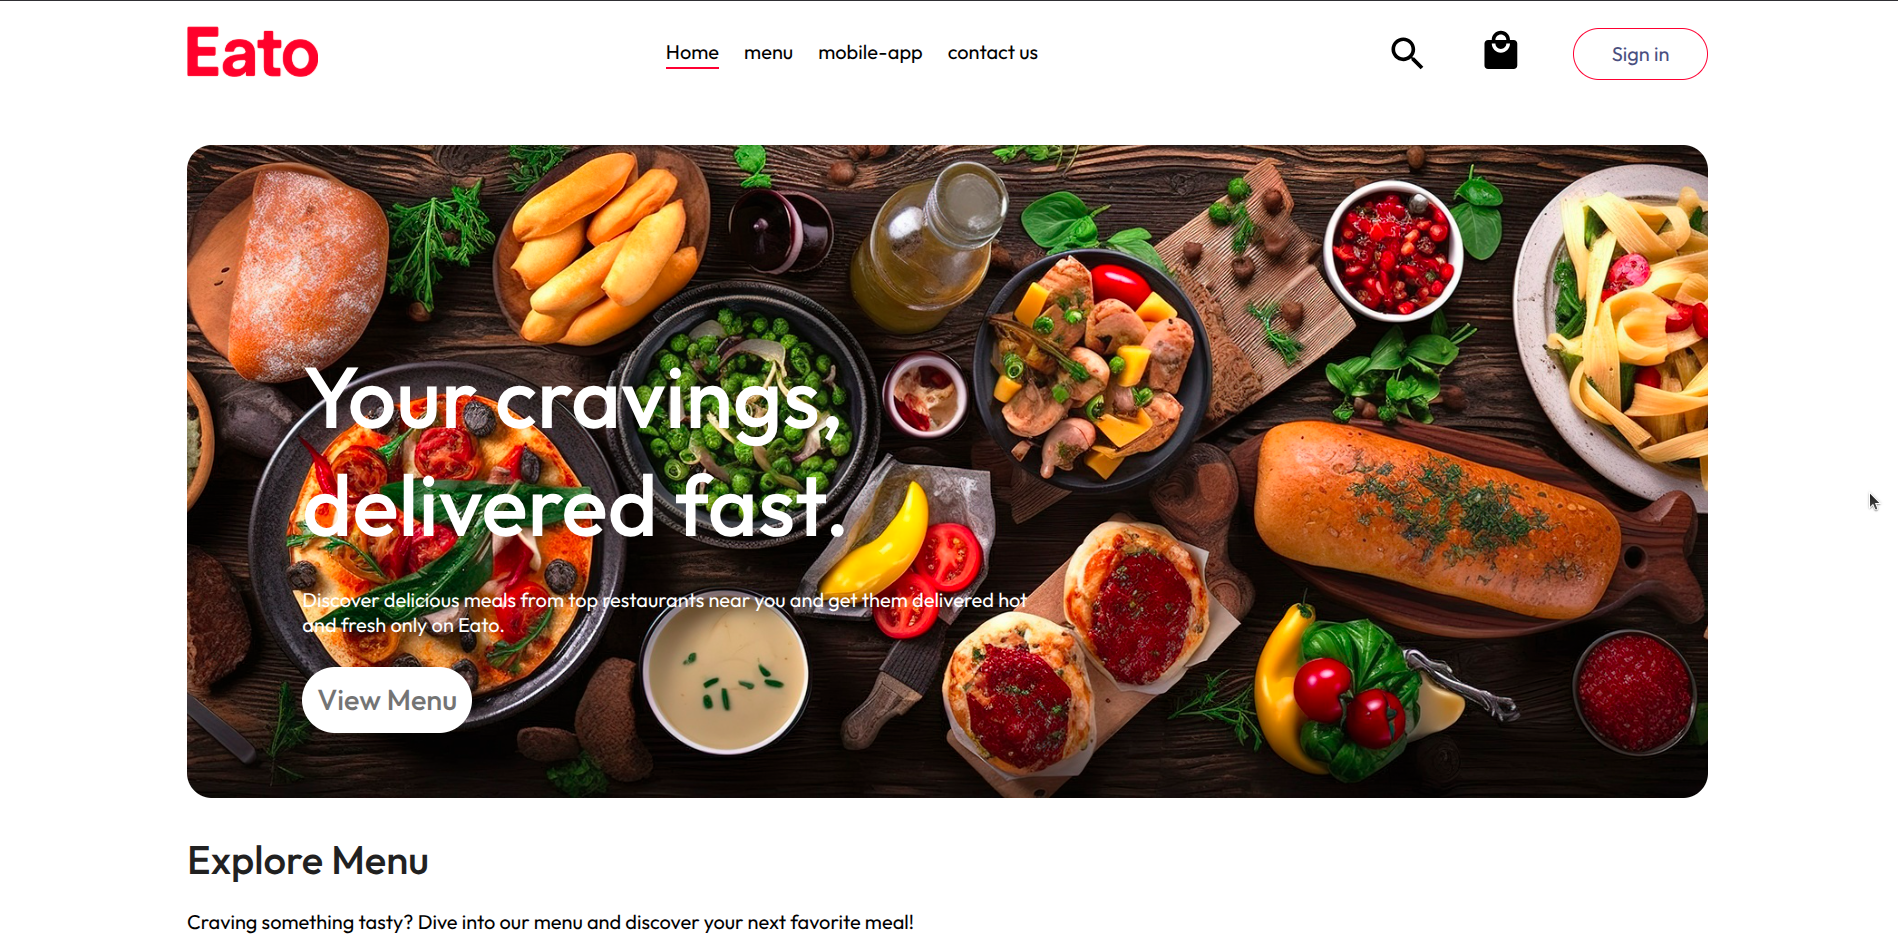 Eato
Home menu mobile-app contact us
Sign in
Your cravings,
delivered fast.
Discover delicious meals from top restaurants near you and get them delivered hot
and fresh only on Eato.
View Menu
Explore Menu
Craving something tasty? Dive into our menu and discover your next favorite meal!